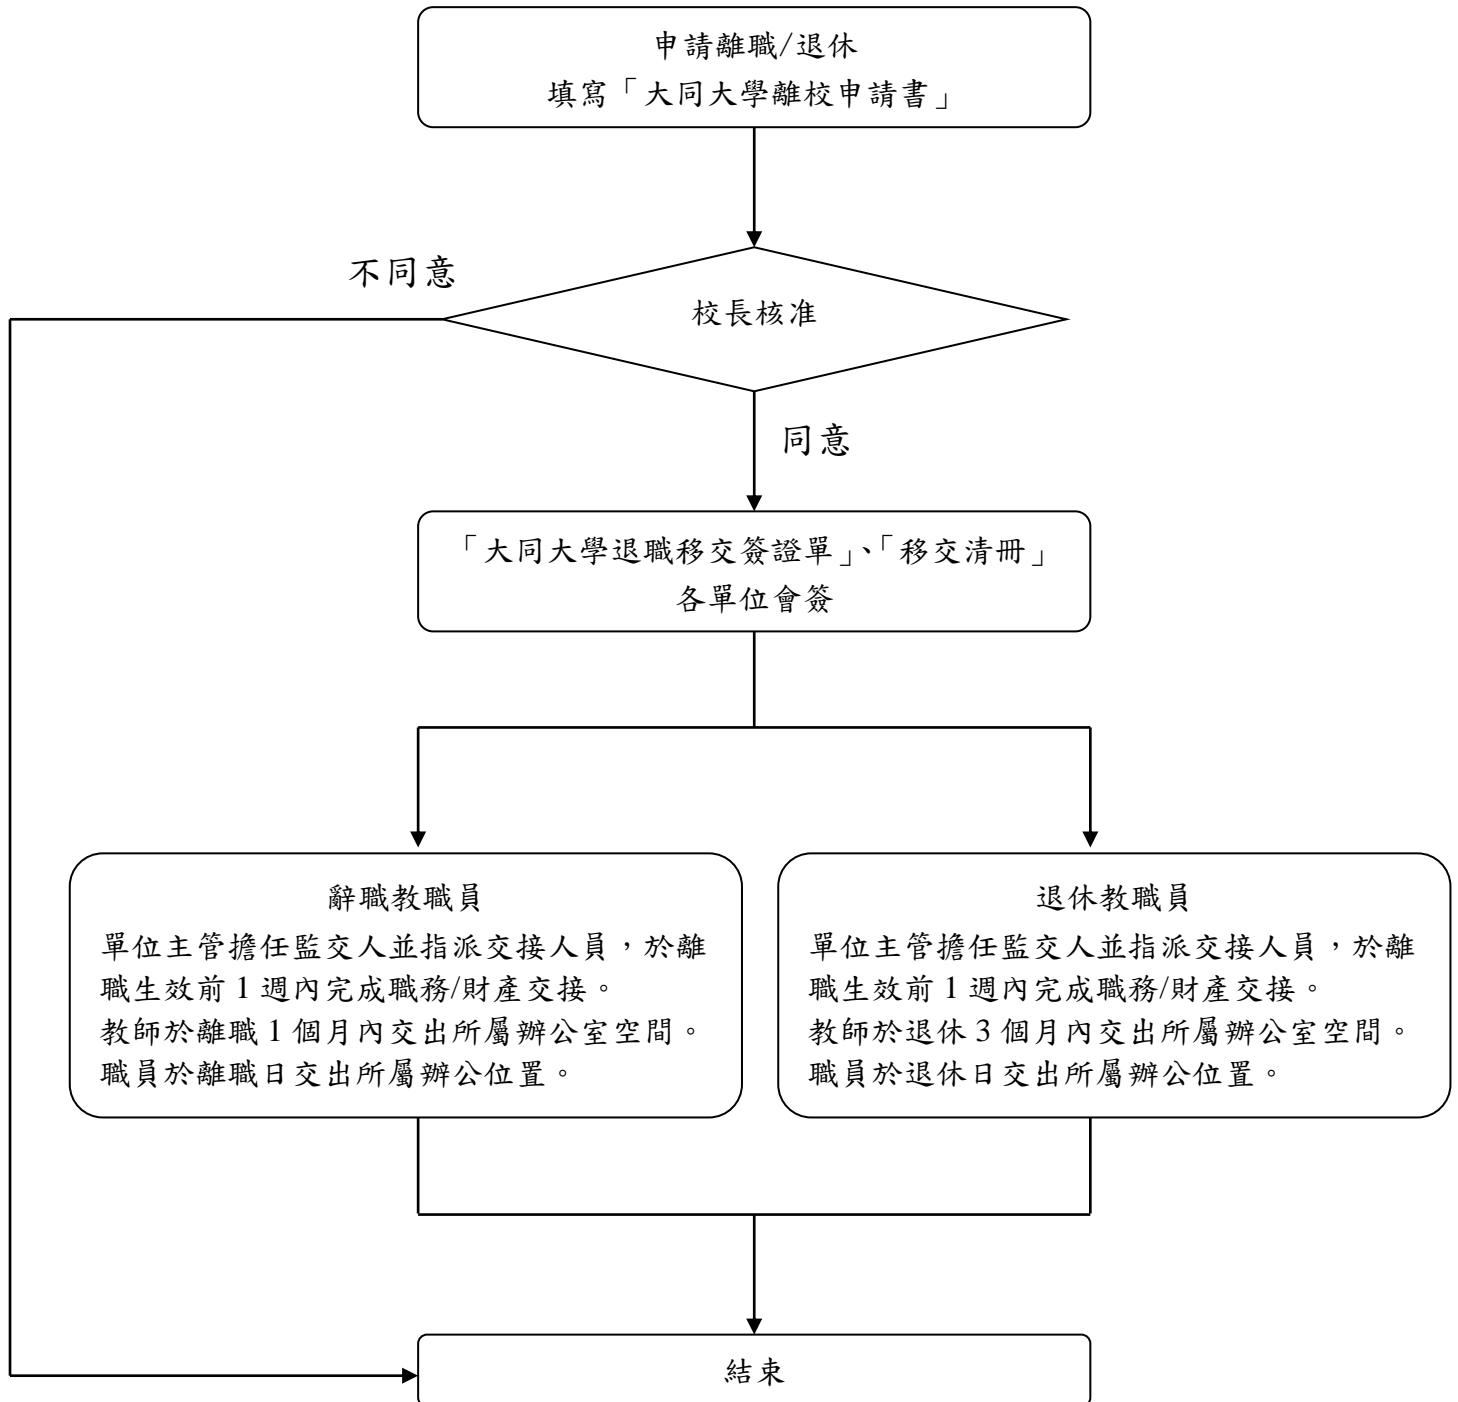 申請離職/退休
填寫「大同大學離校申請書」
不同意
校長核准
同意
「大同大學退職移交簽證單」、「移交清冊」
各單位會簽
辭職教職員
單位主管擔任監交人並指派交接人員，於離
職生效前 1 週內完成職務/財產交接。
教師於離職 1 個月內交出所屬辦公室空間。
職員於離職日交出所屬辦公位置。
退休教職員
單位主管擔任監交人並指派交接人員，於離
職生效前 1 週內完成職務/財產交接。
教師於退休 3 個月內交出所屬辦公室空間。
職員於退休日交出所屬辦公位置。
結束